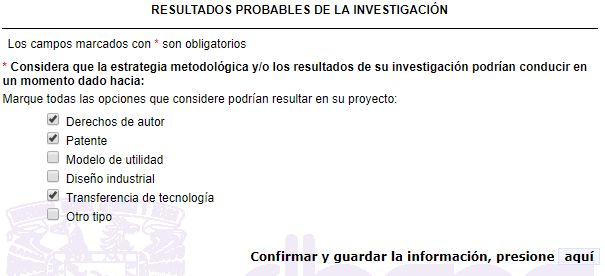 RESULTADOS PROBABLES DE LA INVESTIGACIÓN
Los campos marcados con * son obligatorios
* Considera que la estrategia metodológica y/o los resultados de su investigación podrían conducir en
un momento dado hacia:
Marque todas las opciones que considere podrían resultar en su proyecto:
Derechos de autor
Patente
Modelo de utilidad
Diseño industrial
Transferencia de tecnología
Otro tipo
Confirmar y guardar la información, presione aquí